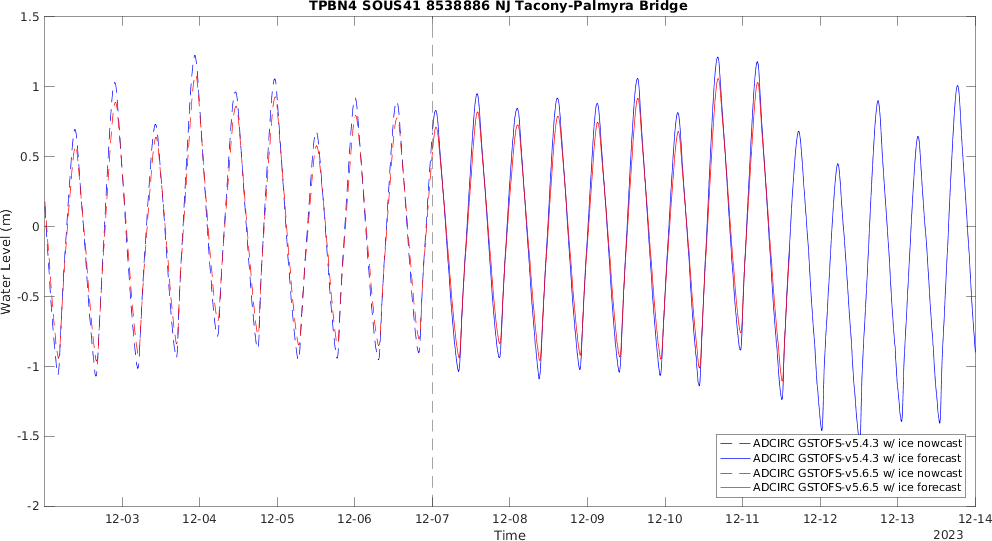 TPBN4 SOUS41 8538886 NJ Tacony-Palmyra Bridge
1.5
1
0.5
0
-0.5
-1
-1.5
-2
Water Level (m)
ADCIRC GSTOFS-v5.4.3 w/ ice nowcast
ADCIRC GSTOFS-v5.4.3 w/ ice forecast
ADCIRC GSTOFS-v5.6.5 w/ ice nowcast
ADCIRC GSTOFS-v5.6.5 w/ ice forecast
12-03 12-04 12-05 12-06 12-07 12-08 12-09 12-10 12-11 12-12 12-13 12-14
Time
2023